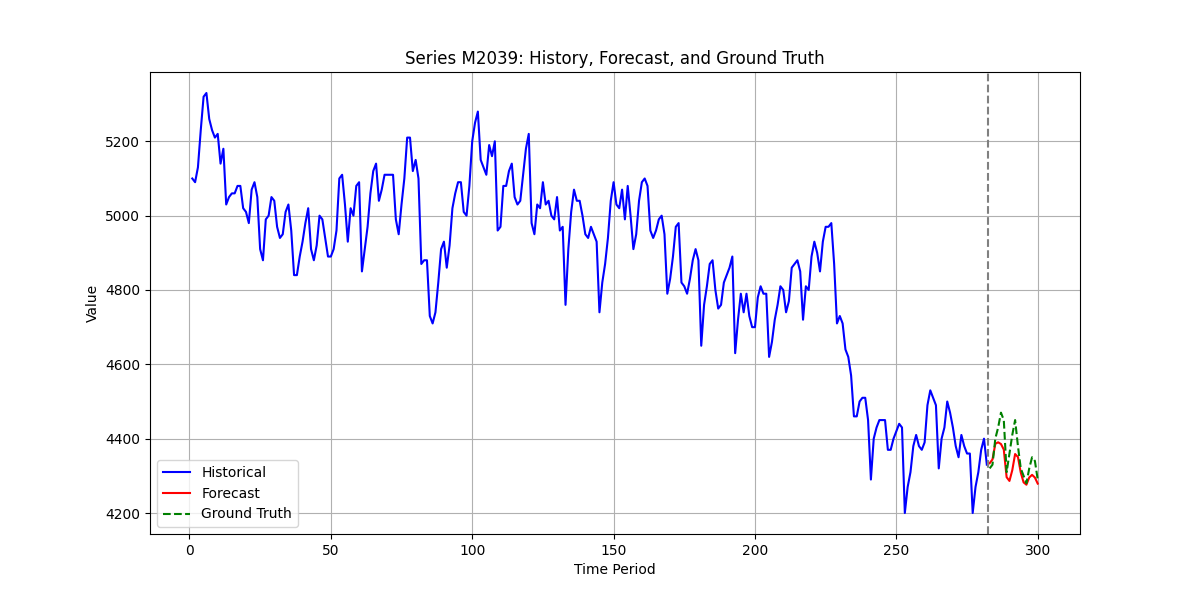 Series M2039: History, Forecast, and Ground Truth
Value
5200
5000
4800
4600
4400
4200
Historical
Forecast
Ground Truth
0 50 100 150 200 250 300
Time Period